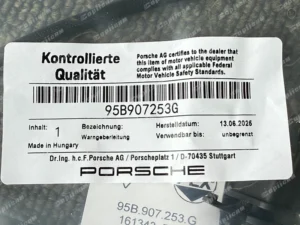 Kontrollierte
Qualität
Porsche AG certifies to the dealer that
this item of motor vehicle equipment
complies with all applicable Federal
Motor Vehicle Safety Standards.
95B907253G
Inhalt: 1 Bezeichnung: Warngeberleitung Herstelldatum: 13.06.2026
Made in Hungary Verwendbar bis: unbegrenzt
Dr. Ing. h.c.F. Porsche AG / Porscheplatz 1 / D-70435 Stuttgart
PORSCHE
95B.907.253.G